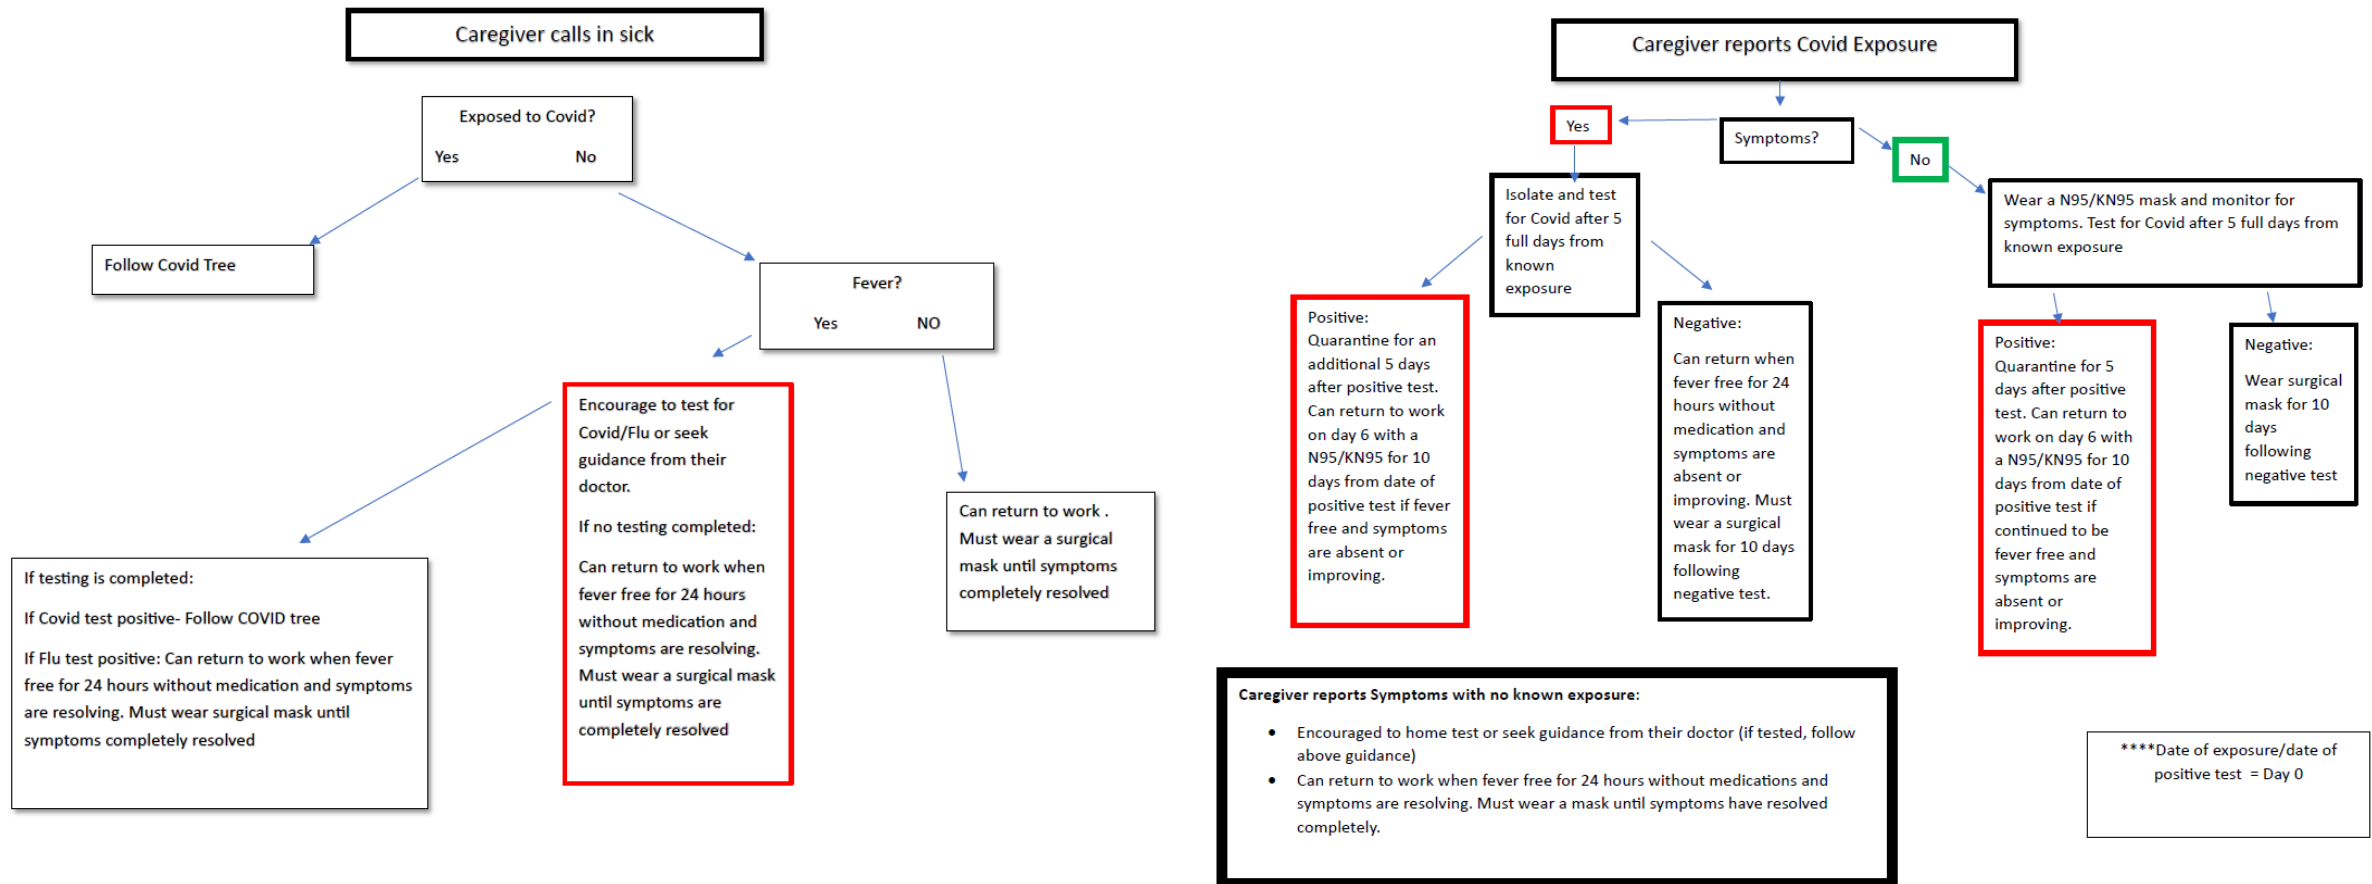 Caregiver calls in sick
Exposed to Covid?
Yes No
Follow Covid Tree
Fever?
Yes NO
Encourage to test for
Covid/Flu or seek
guidance from their
doctor.
If no testing completed:
Can return to work when
fever free for 24 hours
without medication and
symptoms are resolving.
Must wear a surgical mask
until symptoms are
completely resolved
Can return to work .
Must wear a surgical
mask until symptoms
completely resolved
If testing is completed:
If Covid test positive- Follow COVID tree
If Flu test positive: Can return to work when fever
free for 24 hours without medication and symptoms
are resolving. Must wear surgical mask until
symptoms completely resolved
Caregiver reports Covid Exposure
Symptoms?
Yes
No
Isolate and test
for Covid after 5
full days from
known
exposure
Wear a N95/KN95 mask and monitor for
symptoms. Test for Covid after 5 full days from
known exposure
Positive:
Quarantine for an
additional 5 days
after positive test.
Can return to work
on day 6 with a
N95/KN95 for 10
days from date of
positive test if fever
free and symptoms
are absent or
improving.
Negative:
Can return when
fever free for 24
hours without
medication and
symptoms are
absent or
improving. Must
wear a surgical
mask for 10 days
following
negative test.
Positive:
Quarantine for 5
days after positive
test. Can return to
work on day 6 with
a N95/KN95 for 10
days from date of
positive test if
continued to be
fever free and
symptoms are
absent or
improving.
Negative:
Wear surgical
mask for 10
days
following
negative test
Caregiver reports Symptoms with no known exposure:
• Encouraged to home test or seek guidance from their doctor (if tested, follow
above guidance)
• Can return to work when fever free for 24 hours without medications and
symptoms are resolving. Must wear a mask until symptoms have resolved
completely.
****Date of exposure/date of
positive test = Day 0